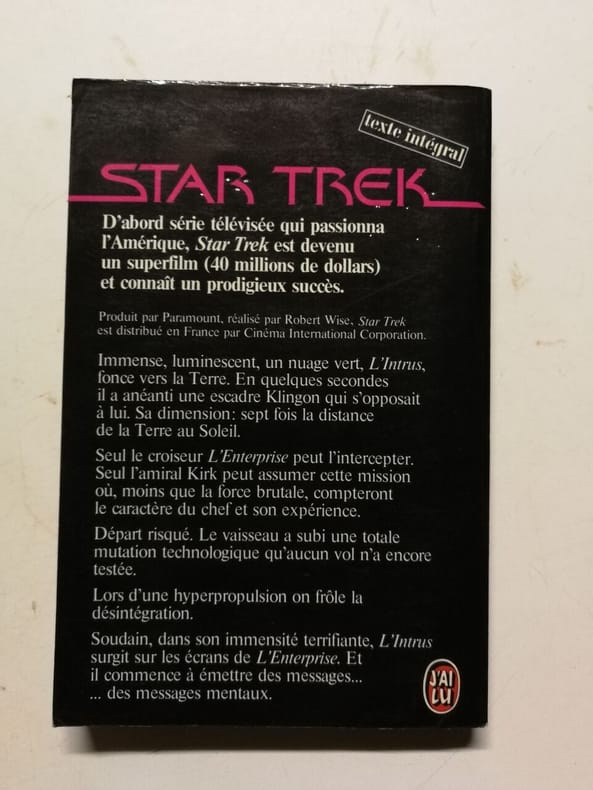 texte intégral
STAR TREK
D'abord série télévisée qui passionna
l'Amérique, Star Trek est devenu
un superfilm (40 millions de dollars)
et connaît un prodigieux succès.
Produit par Paramount, réalisé par Robert Wise, Star Trek
est distribué en France par Cinéma International Corporation.
Immense, luminescent, un nuage vert, L'Intrus,
fonce vers la Terre. En quelques secondes
il a anéanti une escadre Klingon qui s'opposait
à lui. Sa dimension: sept fois la distance
de la Terre au Soleil.
Seul le croiseur L'Enterprise peut l'intercepter.
Seul l'amiral Kirk peut assumer cette mission
où, moins que la force brutale, compteront
le caractère du chef et son expérience.
Départ risqué. Le vaisseau a subi une totale
mutation technologique qu'aucun vol n'a encore
testée.
Lors d'une hyperpropulsion on frôle la
désintégration.
Soudain, dans son immensité terrifiante, L'Intrus
surgit sur les écrans de L'Enterprise. Et
il commence à émettre des messages...
... des messages mentaux.
J'AI
LU